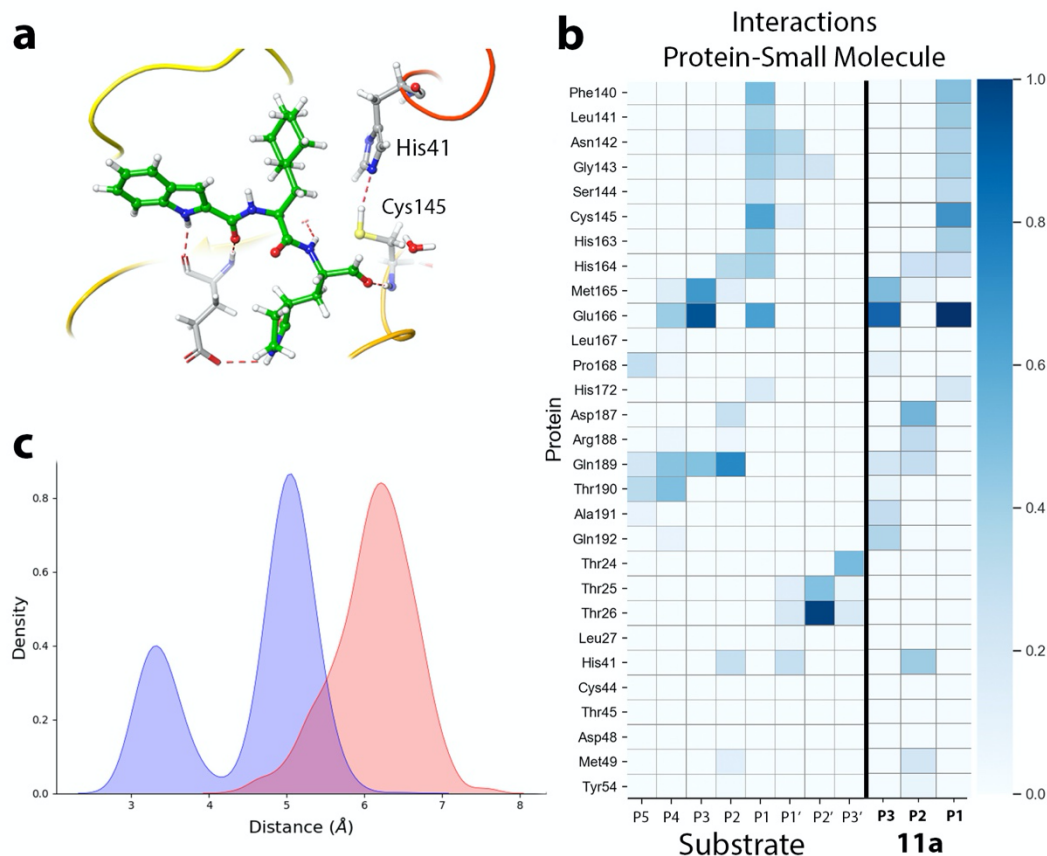 a
His41
Cys145
b
Interactions
Protein-Small Molecule
Protein
Phe140
Leu141
Asn142
Gly143
Ser144
Cys145
His163
His164
Met165
Glu166
Leu167
Pro168
His172
Asp187
Arg188
Gln189
Thr190
Ala191
Gln192
Thr24
Thr25
Thr26
Leu27
His41
Cys44
Thr45
Asp48
Met49
Tyr54
P5 P4 P3 P2 P1 P1′ P2′ P3′ P3 P2 P1
Substrate 11a
1.0
0.8
0.6
0.4
0.2
0.0
c
Density
0.8
0.6
0.4
0.2
0.0
3 4 5 6 7 8
Distance (Å)